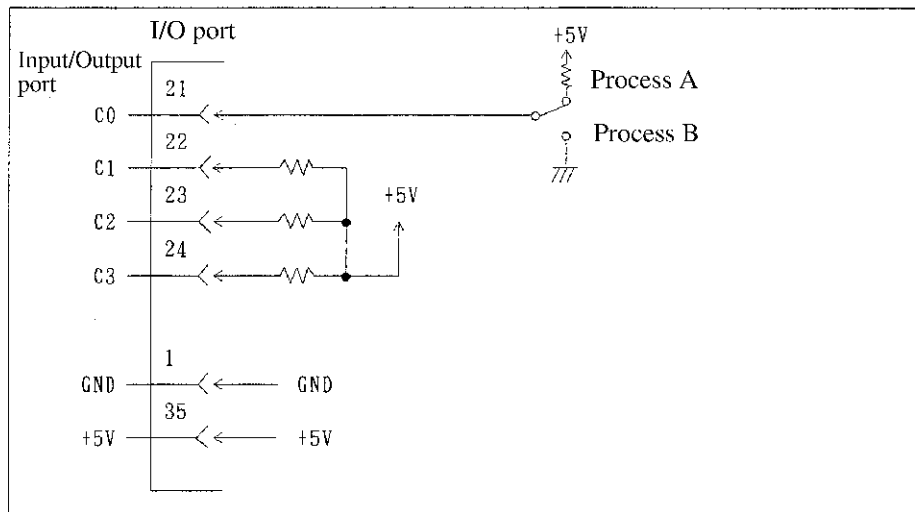 I/O port
Input/Output
port
+5V
Process A
21
C0
Process B
22
C1
23
+5V
C2
24
C3
1
GND
GND
35
+5V
+5V